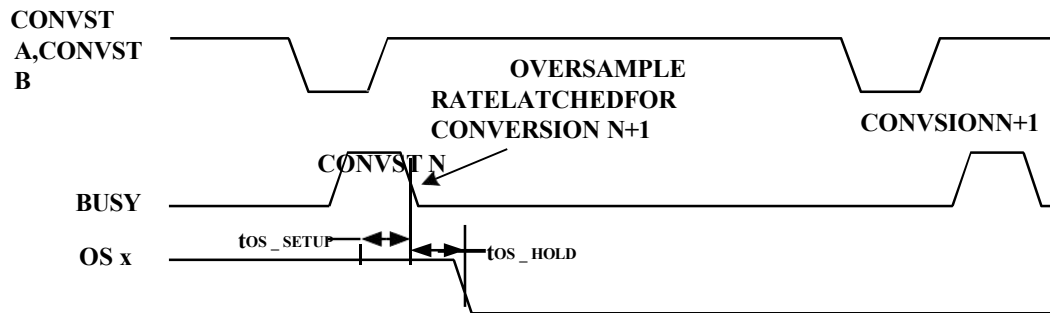 CONVST
A,CONVST
B
OVERSAMPLE
RATELATCHEDFOR
CONVERSION N+1
CONVSIONN+1
CONVST N
BUSY
tOS _ SETUP
tOS _ HOLD
OS x